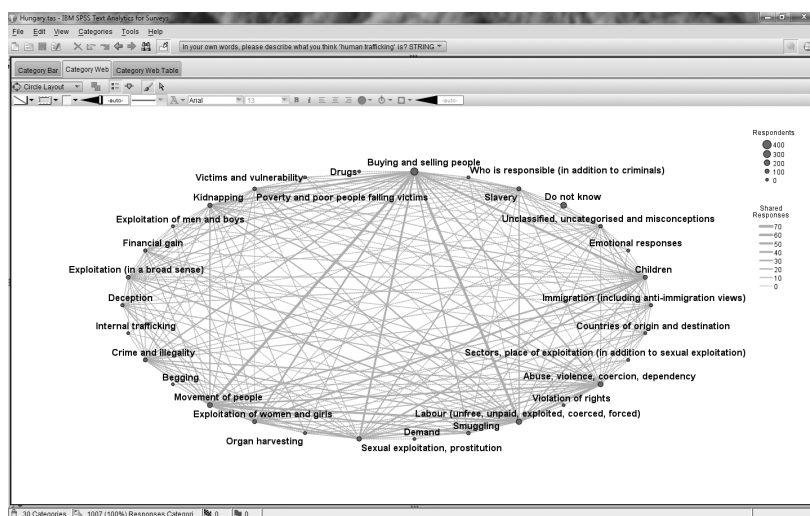 Hungary.tas - IBM SPSS Text Analytics for Surveys
File Edit View Categories Tools Help
In your own words, please describe what you think 'human trafficking' is? STRING
Category Bar Category Web Category Web Table
Circle Layout
-auto- Arial 13 B I -auto-
Respondents
400
300
200
100
0
Shared
Responses
70
60
50
40
30
20
10
0
Buying and selling people
Drugs
Who is responsible (in addition to criminals)
Victims and vulnerability
Kidnapping
Poverty and poor people falling victims
Slavery
Do not know
Exploitation of men and boys
Unclassified, uncategorised and misconceptions
Financial gain
Emotional responses
Exploitation (in a broad sense)
Children
Deception
Immigration (including anti-immigration views)
Internal trafficking
Countries of origin and destination
Crime and illegality
Sectors, place of exploitation (in addition to sexual exploitation)
Begging
Abuse, violence, coercion, dependency
Movement of people
Violation of rights
Exploitation of women and girls
Labour (unfree, unpaid, exploited, coerced, forced)
Organ harvesting
Demand
Smuggling
Sexual exploitation, prostitution
30 Categories 1007 (100%) Responses Categori 0 0